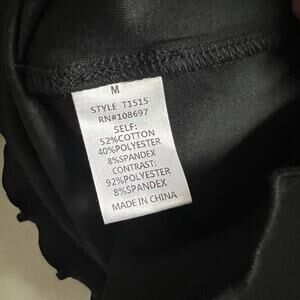 M
STYLE T1515
RN#108697
SELF:
52%COTTON
40%POLYESTER
8%SPANDEX
CONTRAST:
92%POLYESTER
8%SPANDEX
MADE IN CHINA